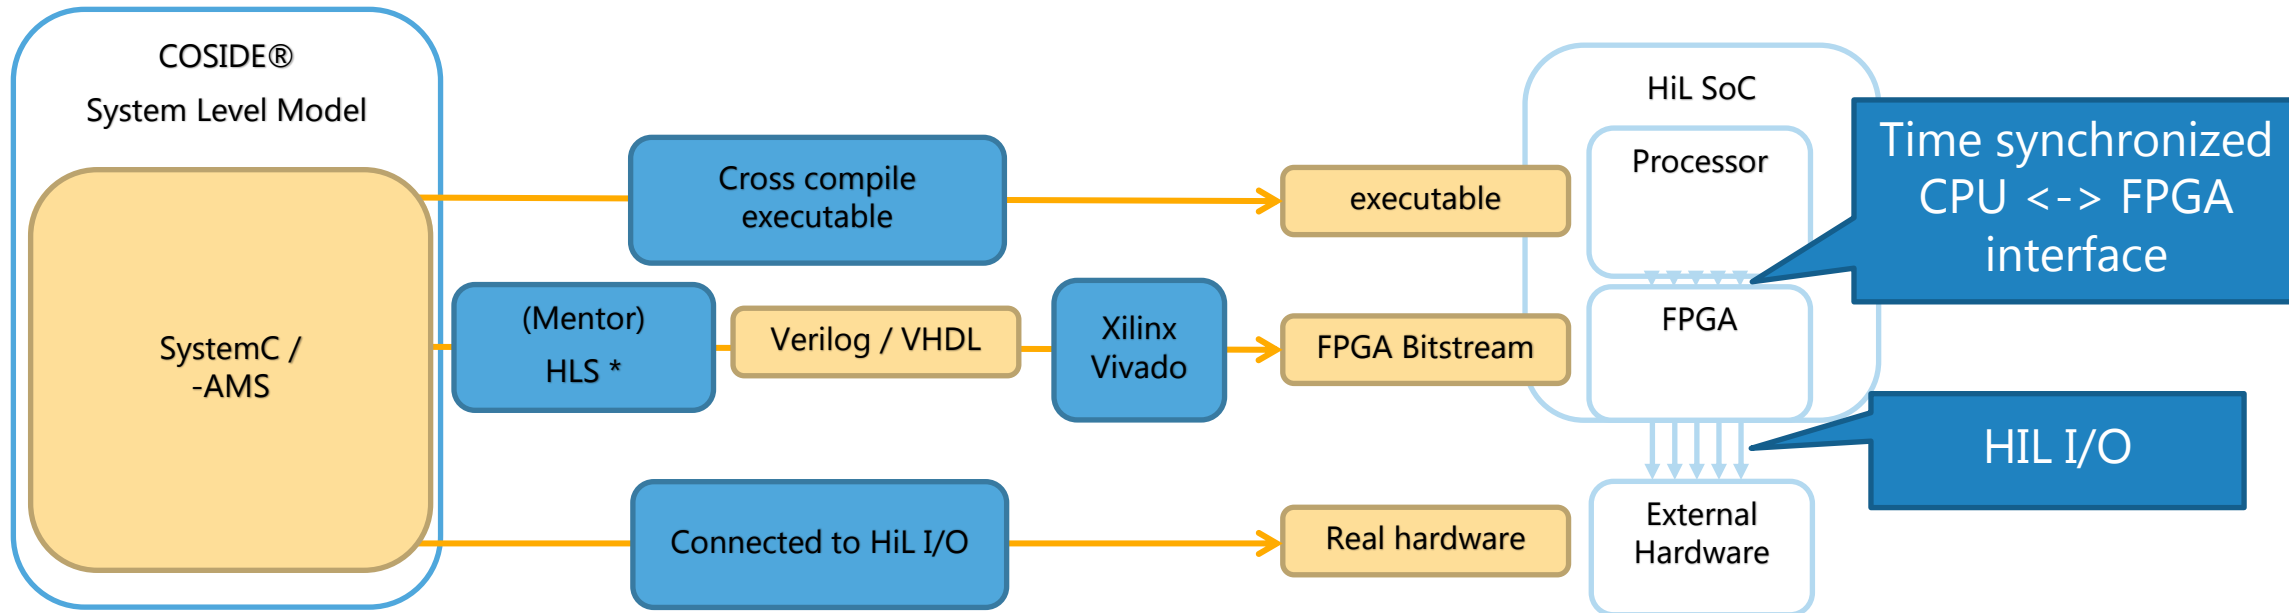 COSIDE®
System Level Model
SystemC /
-AMS
Cross compile
executable
executable
(Mentor)
HLS *
Verilog / VHDL
Xilinx
Vivado
FPGA Bitstream
Connected to HiL I/O
Real hardware
HiL SoC
Processor
FPGA
External
Hardware
Time synchronized
CPU <-> FPGA
interface
HIL I/O